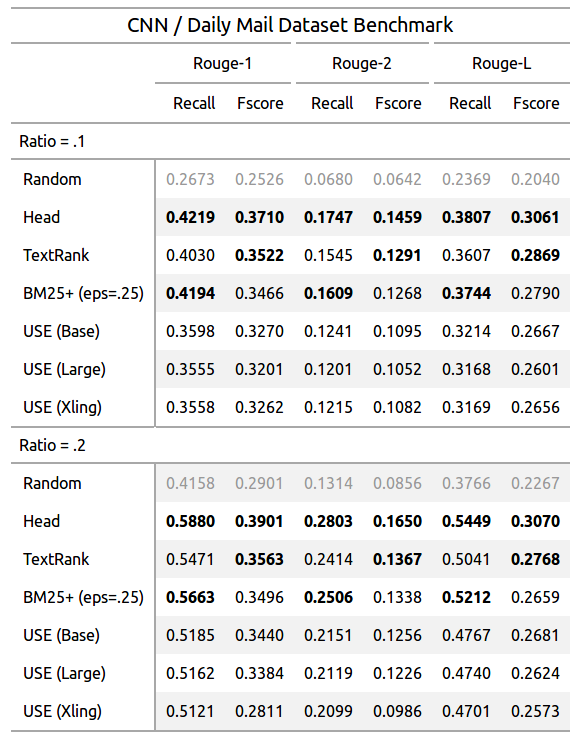 CNN / Daily Mail Dataset Benchmark
Rouge-1 Rouge-2 Rouge-L
Recall Fscore Recall Fscore Recall Fscore
Ratio = .1
Random 0.2673 0.2526 0.0680 0.0642 0.2369 0.2040
Head 0.4219 0.3710 0.1747 0.1459 0.3807 0.3061
TextRank 0.4030 0.3522 0.1545 0.1291 0.3607 0.2869
BM25+ (eps=.25) 0.4194 0.3466 0.1609 0.1268 0.3744 0.2790
USE (Base) 0.3598 0.3270 0.1241 0.1095 0.3214 0.2667
USE (Large) 0.3555 0.3201 0.1201 0.1052 0.3168 0.2601
USE (Xling) 0.3558 0.3262 0.1215 0.1082 0.3169 0.2656
Ratio = .2
Random 0.4158 0.2901 0.1314 0.0856 0.3766 0.2267
Head 0.5880 0.3901 0.2803 0.1650 0.5449 0.3070
TextRank 0.5471 0.3563 0.2414 0.1367 0.5041 0.2768
BM25+ (eps=.25) 0.5663 0.3496 0.2506 0.1338 0.5212 0.2659
USE (Base) 0.5185 0.3440 0.2151 0.1256 0.4767 0.2681
USE (Large) 0.5162 0.3384 0.2119 0.1226 0.4740 0.2624
USE (Xling) 0.5121 0.2811 0.2099 0.0986 0.4701 0.2573